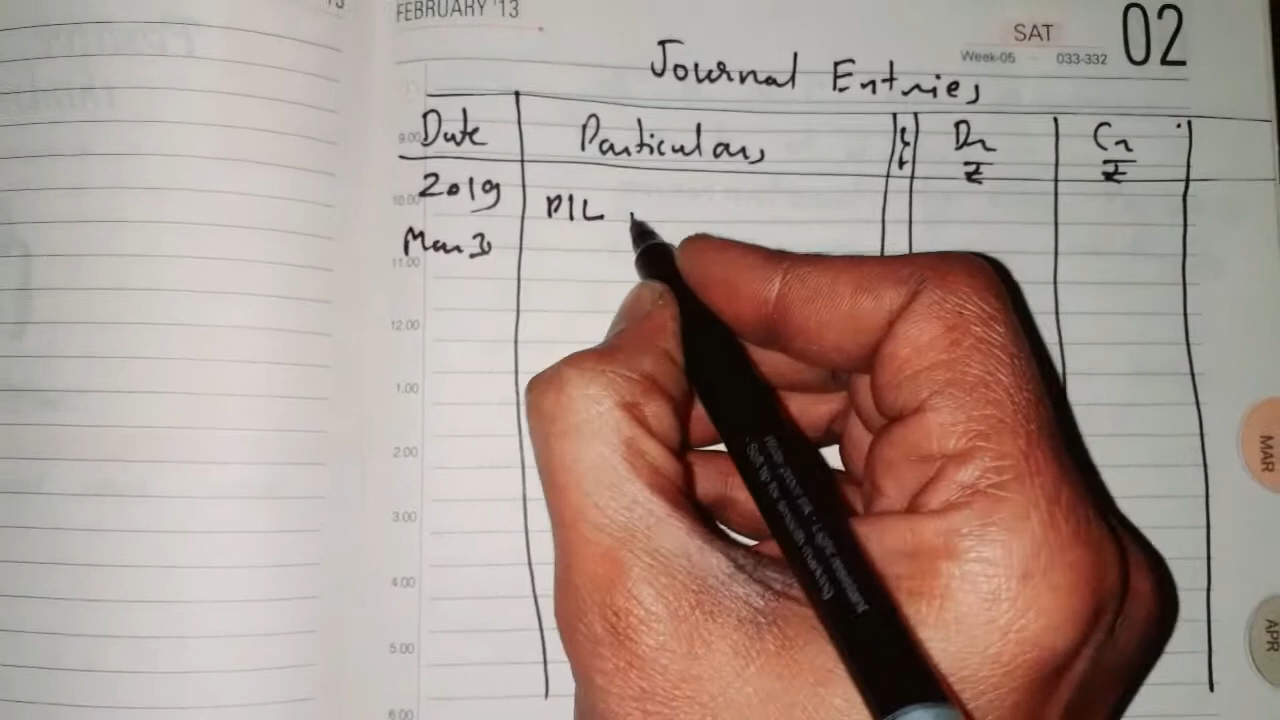 FEBRUARY '13
SAT 02
Week-05 033-332
Journal Entries
Date Particulars L.F. Dr ₹ Cr ₹
2019
9.00
P/L
10.00
Mar 31
11.00
12.00
1.00
2.00
3.00
4.00
5.00
6.00
MAR
APR